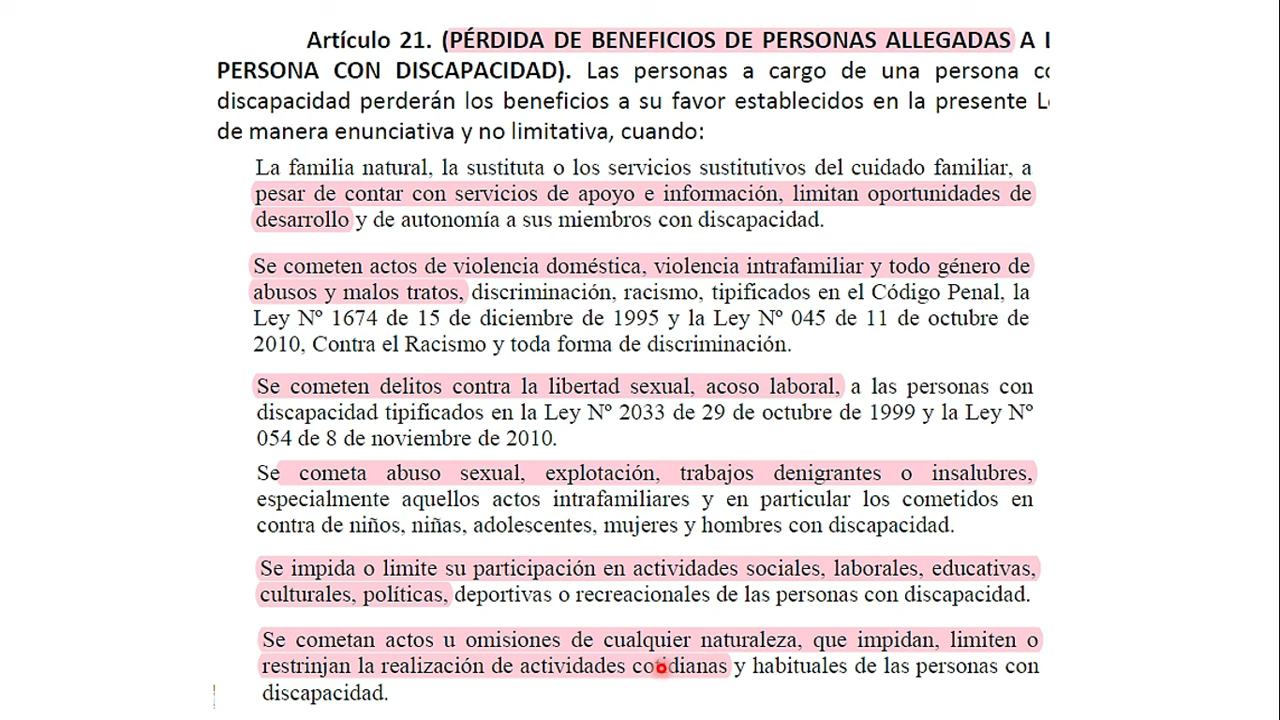 Artículo 21. (PÉRDIDA DE BENEFICIOS DE PERSONAS ALLEGADAS A
PERSONA CON DISCAPACIDAD). Las personas a cargo de una persona
discapacidad perderán los beneficios a su favor establecidos en la presente
de manera enunciativa y no limitativa, cuando:
La familia natural, la sustituta o los servicios sustitutivos del cuidado familiar, a
pesar de contar con servicios de apoyo e información, limitan oportunidades de
desarrollo y de autonomía a sus miembros con discapacidad.
Se cometen actos de violencia doméstica, violencia intrafamiliar y todo género de
abusos y malos tratos, discriminación, racismo, tipificados en el Código Penal, la
Ley Nº 1674 de 15 de diciembre de 1995 y la Ley Nº 045 de 11 de octubre de
2010, Contra el Racismo y toda forma de discriminación.
Se cometen delitos contra la libertad sexual, acoso laboral, a las personas con
discapacidad tipificados en la Ley Nº 2033 de 29 de octubre de 1999 y la Ley Nº
054 de 8 de noviembre de 2010.
Se cometa abuso sexual, explotación, trabajos denigrantes o insalubres,
especialmente aquellos actos intrafamiliares y en particular los cometidos en
contra de niños, niñas, adolescentes, mujeres y hombres con discapacidad.
Se impida o limite su participación en actividades sociales, laborales, educativas,
culturales, políticas, deportivas o recreacionales de las personas con discapacidad.
Se cometan actos u omisiones de cualquier naturaleza, que impidan, limiten o
restrinjan la realización de actividades cotidianas y habituales de las personas con
discapacidad.